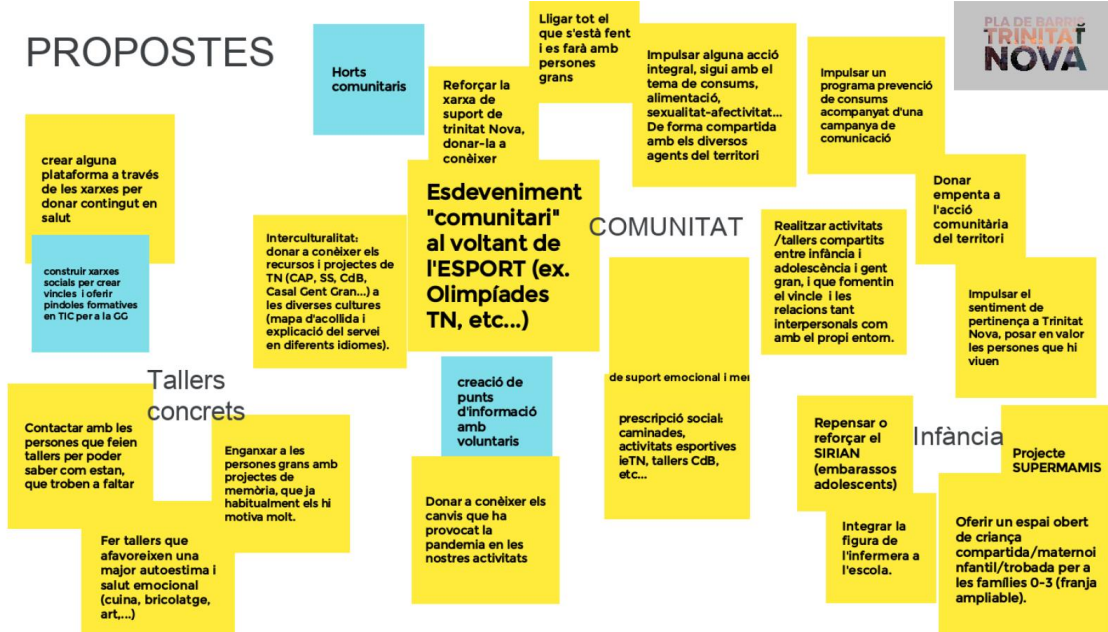 PROPOSTES
PLA DE BARRIS
TRINITAT
NOVA
Horts
comunitaris
Reforçar la
xarxa de
suport de
trinitat Nova,
donar-la a
conèixer
Lligar tot el
que s'està fent
i es farà amb
persones
grans
Impulsar alguna acció
integral, sigui amb el
tema de consums,
alimentació,
sexualitat-afectivitat...
De forma compartida
amb els diversos
agents del territori
Impulsar un
programa prevenció
de consums
acompanyat d'una
campanya de
comunicació
Donar
empenta a
l'acció
comunitària
del territori
crear alguna
plataforma a través
de les xarxes per
donar contingut en
salut
construir xarxes
socials per crear
vincles i oferir
pindoles formatives
en TIC per a la GG
Interculturalitat:
donar a conèixer els
recursos i projectes de
TN (CAP, SS, CdB,
Casal Gent Gran...) a
les diverses cultures
(mapa d'acollida i
explicació del servei
en diferents idiomes).
Esdeveniment
"comunitari"
al voltant de
l'ESPORT (ex.
Olimpíades
TN, etc...)
COMUNITAT
Realitzar activitats
/tallers compartits
entre infància i
adolescència i gent
gran, i que fomentin
el vincle i les
relacions tant
interpersonals com
amb el propi entorn.
Impulsar el
sentiment de
pertinença a Trinitat
Nova, posar en valor
les persones que hi
viuen
Tallers
concrets
Contactar amb les
persones que feien
tallers per poder
saber com estan,
que troben a faltar
Enganxar a les
persones grans amb
projectes de
memòria, que ja
habitualment els hi
motiva molt.
Fer tallers que
afavoreixen una
major autoestima i
salut emocional
(cuina, bricolatge,
art,...)
creació de
punts
d'informació
amb
voluntaris
Donar a conèixer els
canvis que ha
provocat la
pandemia en les
nostres activitats
de suport emocional i me
prescripció social:
caminades,
activitats esportives
ieTN, tallers CdB,
etc...
Infància
Repensar o
reforçar el
SIRIAN
(embarassos
adolescents)
Integrar la
figura de
l'infermera a
l'escola.
Projecte
SUPERMAMIS
Oferir un espai obert
de criança
compartida/maternoi
nfantil/trobada per a
les famílies 0-3 (franja
ampliable).